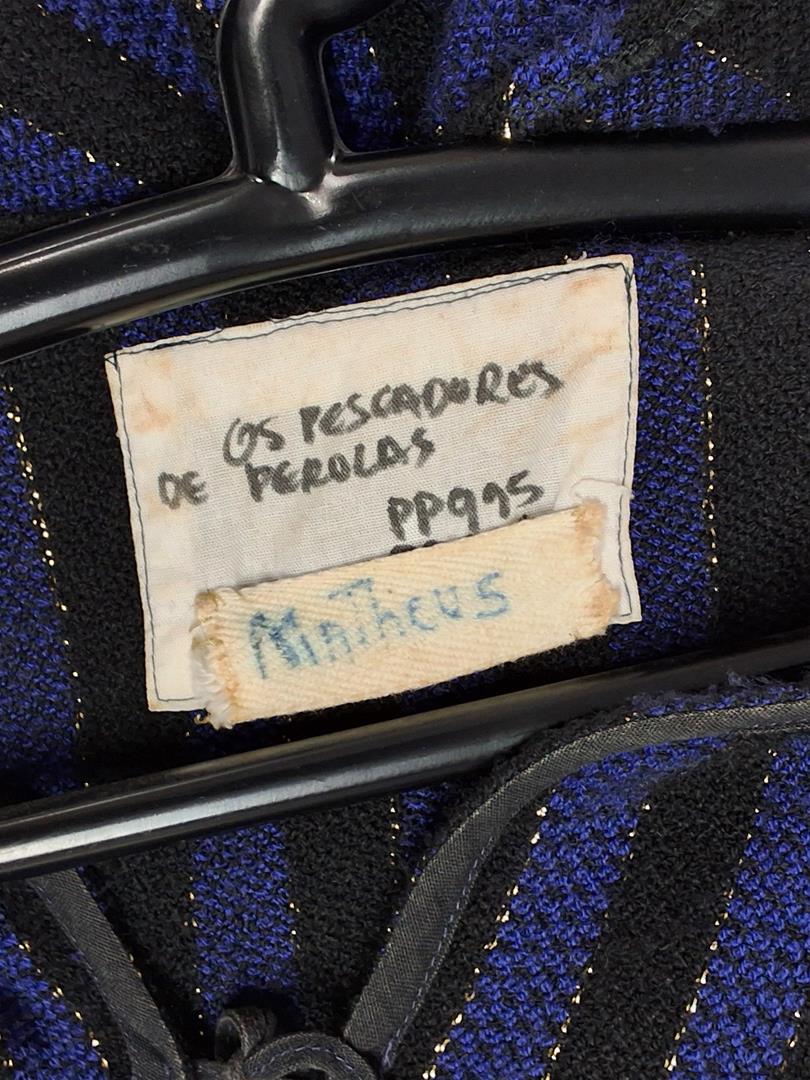 OS PESCADORES
DE PEROLAS
PP995
Matheus